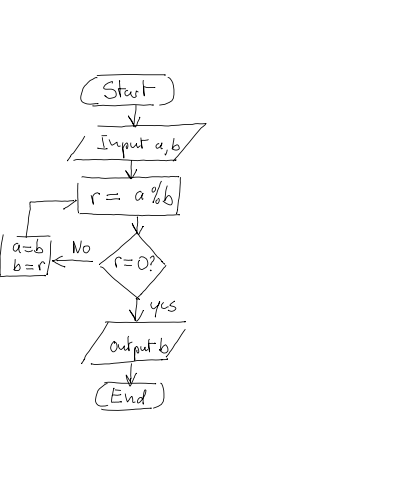 Start
Input a,b
r = a%b
r=0?
No
a=b
b=r
yes
output b
End